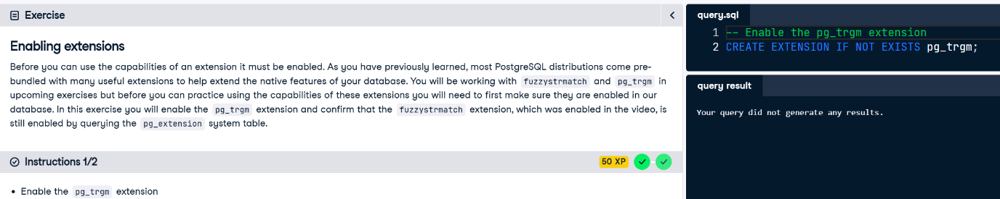 Exercise
Enabling extensions
Before you can use the capabilities of an extension it must be enabled. As you have previously learned, most PostgreSQL distributions come pre-
bundled with many useful extensions to help extend the native features of your database. You will be working with fuzzystrmatch and pg_trgm in
upcoming exercises but before you can practice using the capabilities of these extensions you will need to first make sure they are enabled in our
database. In this exercise you will enable the pg_trgm extension and confirm that the fuzzystrmatch extension, which was enabled in the video, is
still enabled by querying the pg_extension system table.
Instructions 1/2
50 XP
• Enable the pg_trgm extension
query.sql
1 -- Enable the pg_trgm extension
2 CREATE EXTENSION IF NOT EXISTS pg_trgm;
query result
Your query did not generate any results.